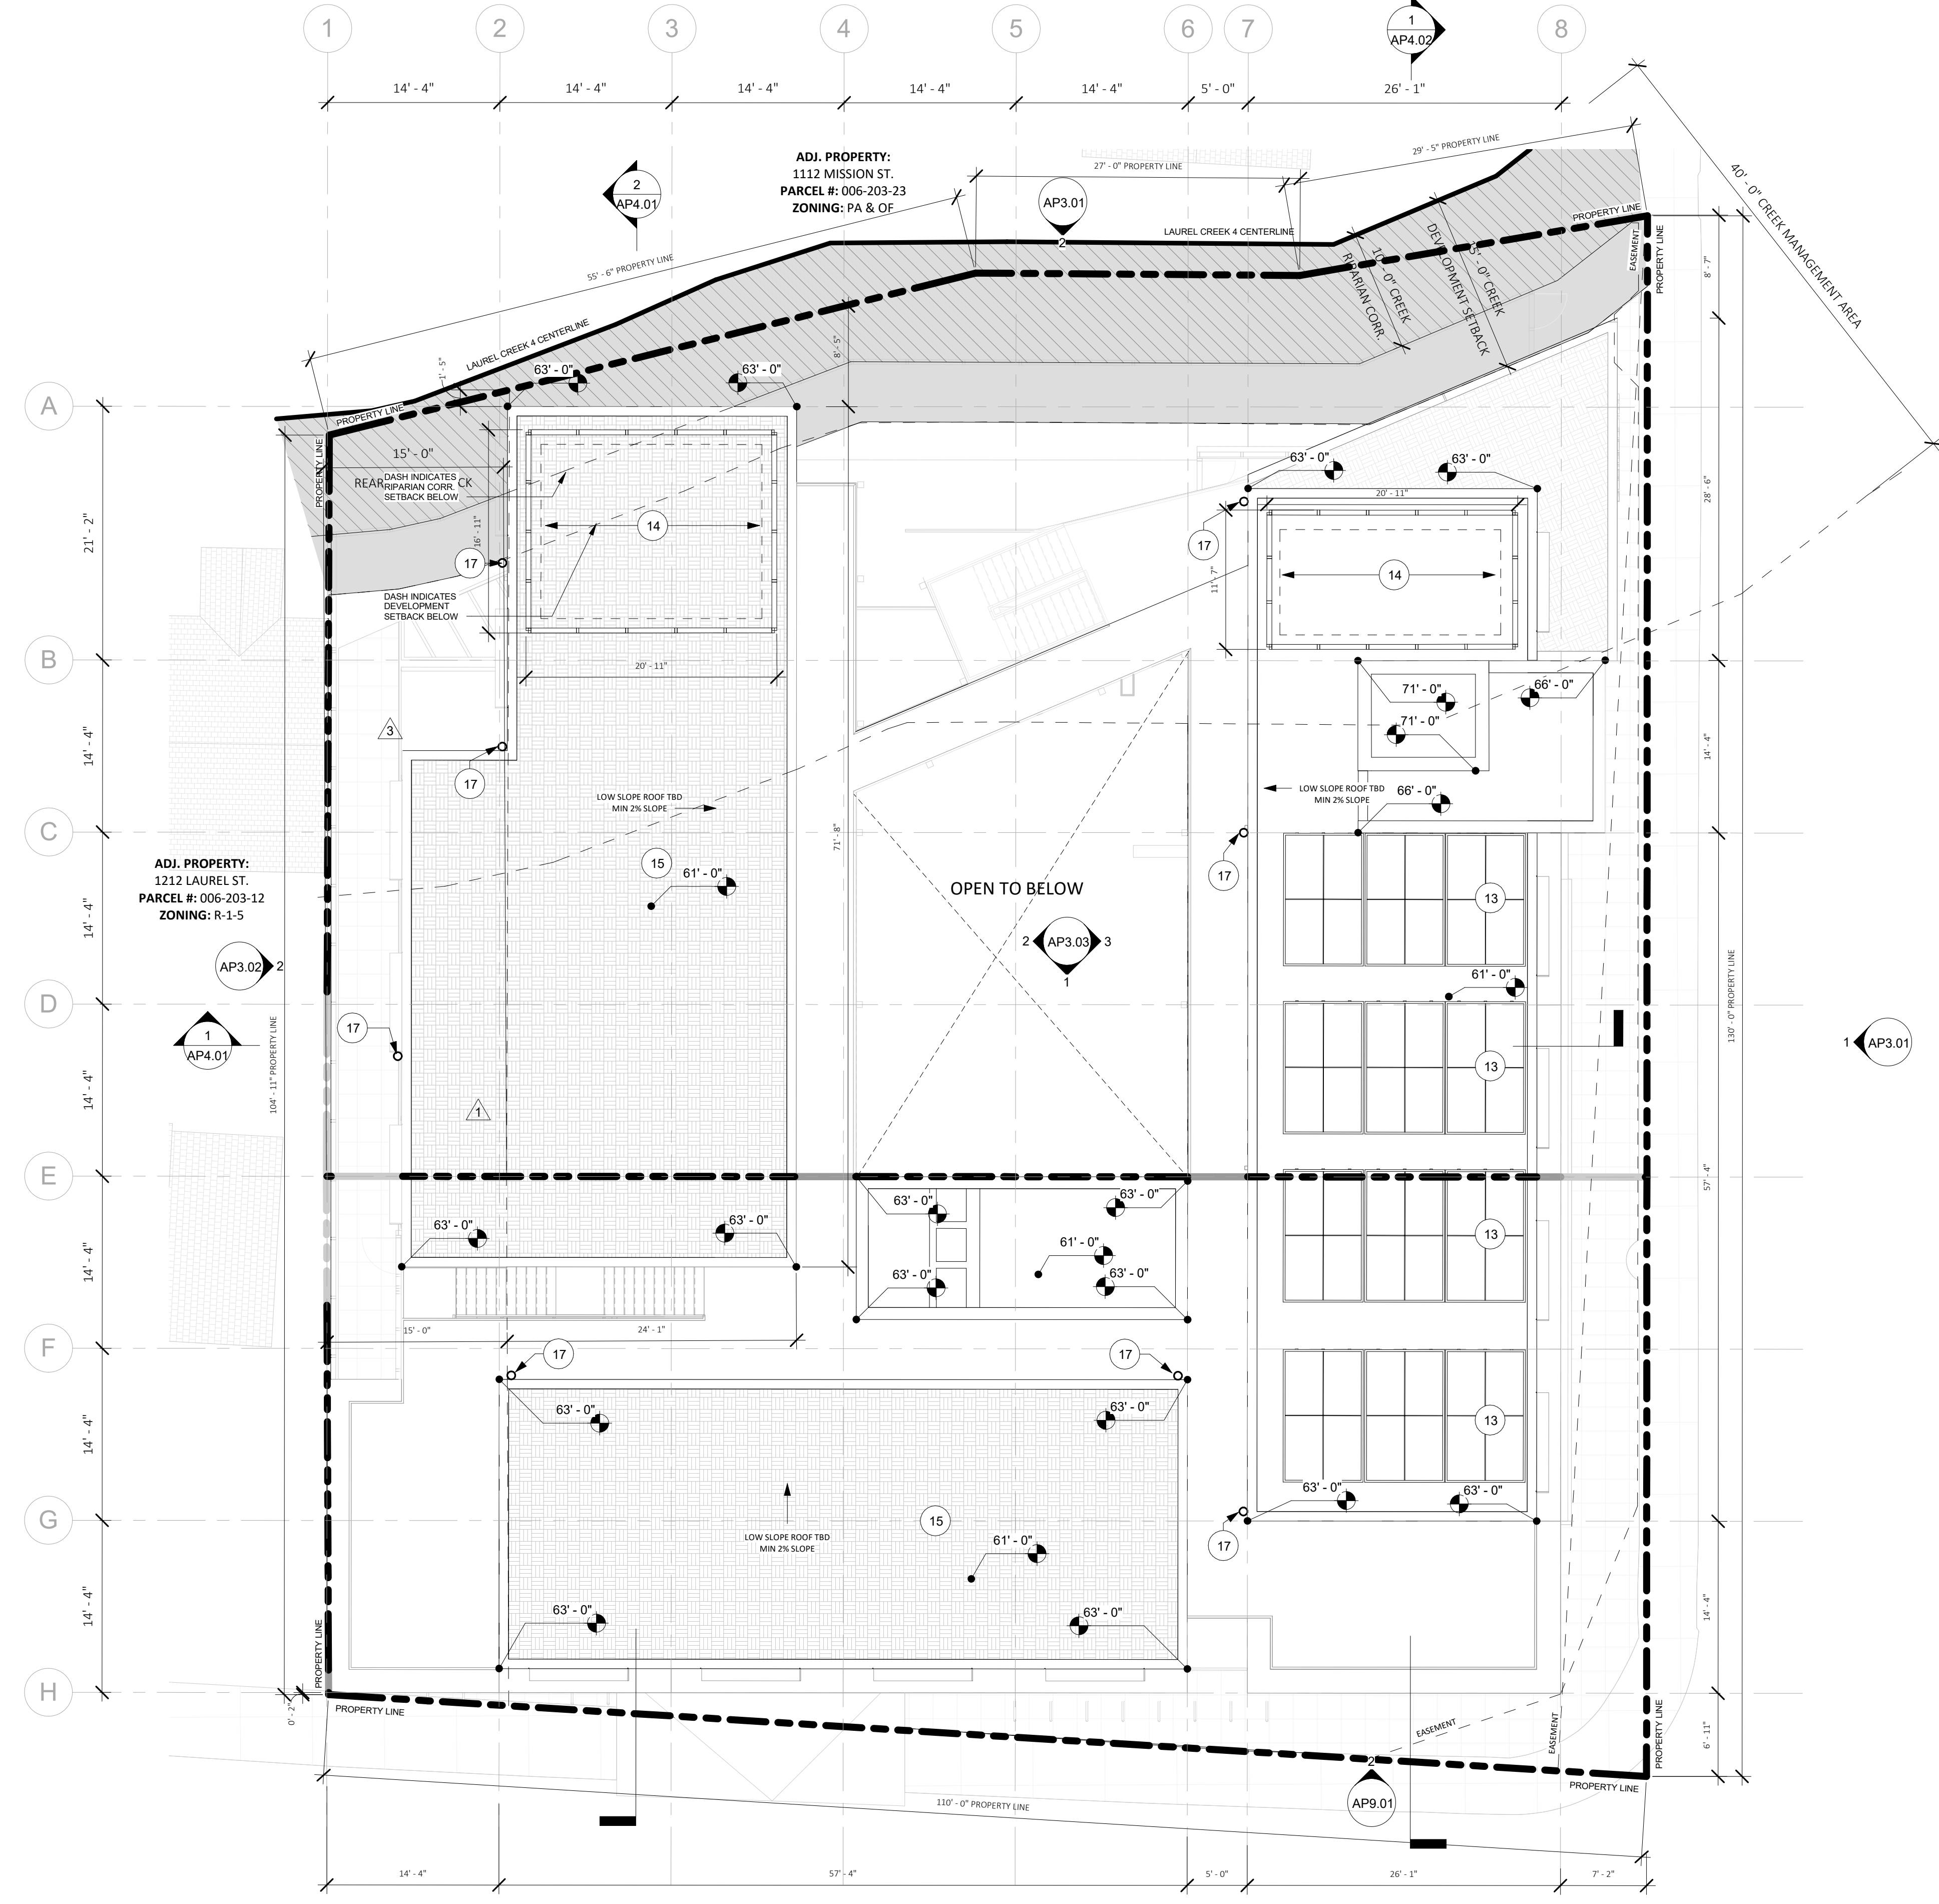 1
2
3
4
5
6
7
8
1
AP4.02
14' - 4"
14' - 4"
14' - 4"
14' - 4"
14' - 4"
5' - 0"
26' - 1"
ADJ. PROPERTY:
1112 MISSION ST.
PARCEL #: 006-203-23
ZONING: PA & OF
2
AP4.01
27' - 0" PROPERTY LINE
29' - 5" PROPERTY LINE
40' - 0" CREEK MANAGEMENT AREA
AP3.01
2
LAUREL CREEK 4 CENTERLINE
PROPERTY LINE
PROPERTY LINE
EASEMENT
55' - 6" PROPERTY LINE
LAUREL CREEK 4 CENTERLINE
10' - 0" CREEK
RIPARIAN CORR.
DEVELOPMENT SETBACK
8' - 7"
8' - 5"
1' - 5"
63' - 0"
63' - 0"
A
PROPERTY LINE
PROPERTY LINE
15' - 0"
DASH INDICATES
RIPARIAN CORR.
SETBACK BELOW
63' - 0"
63' - 0"
20' - 11"
28' - 6"
21' - 2"
16' - 11"
14
17
17
17
14
11' - 7"
DASH INDICATES
DEVELOPMENT
SETBACK BELOW
B
20' - 11"
71' - 0"
66' - 0"
71' - 0"
3
14' - 4"
14' - 4"
17
LOW SLOPE ROOF TBD
MIN 2% SLOPE
LOW SLOPE ROOF TBD
MIN 2% SLOPE
66' - 0"
C
71' - 8"
15
61' - 0"
17
ADJ. PROPERTY:
1212 LAUREL ST.
PARCEL #: 006-203-12
ZONING: R-1-5
OPEN TO BELOW
13
14' - 4"
2
AP3.03
3
1
AP3.02
2
61' - 0"
D
17
1
AP4.01
104' - 11" PROPERTY LINE
130' - 0" PROPERTY LINE
1
AP3.01
13
14' - 4"
1
E
57' - 4"
63' - 0"
63' - 0"
63' - 0"
63' - 0"
61' - 0"
63' - 0"
63' - 0"
13
14' - 4"
15' - 0"
24' - 1"
F
17
17
63' - 0"
63' - 0"
13
14' - 4"
63' - 0"
63' - 0"
G
15
LOW SLOPE ROOF TBD
MIN 2% SLOPE
61' - 0"
17
14' - 4"
63' - 0"
63' - 0"
14' - 4"
PROPERTY LINE
H
0' - 2"
PROPERTY LINE
EASEMENT
EASEMENT
PROPERTY LINE
6' - 11"
2
AP9.01
PROPERTY LINE
110' - 0" PROPERTY LINE
14' - 4"
57' - 4"
5' - 0"
26' - 1"
7' - 2"